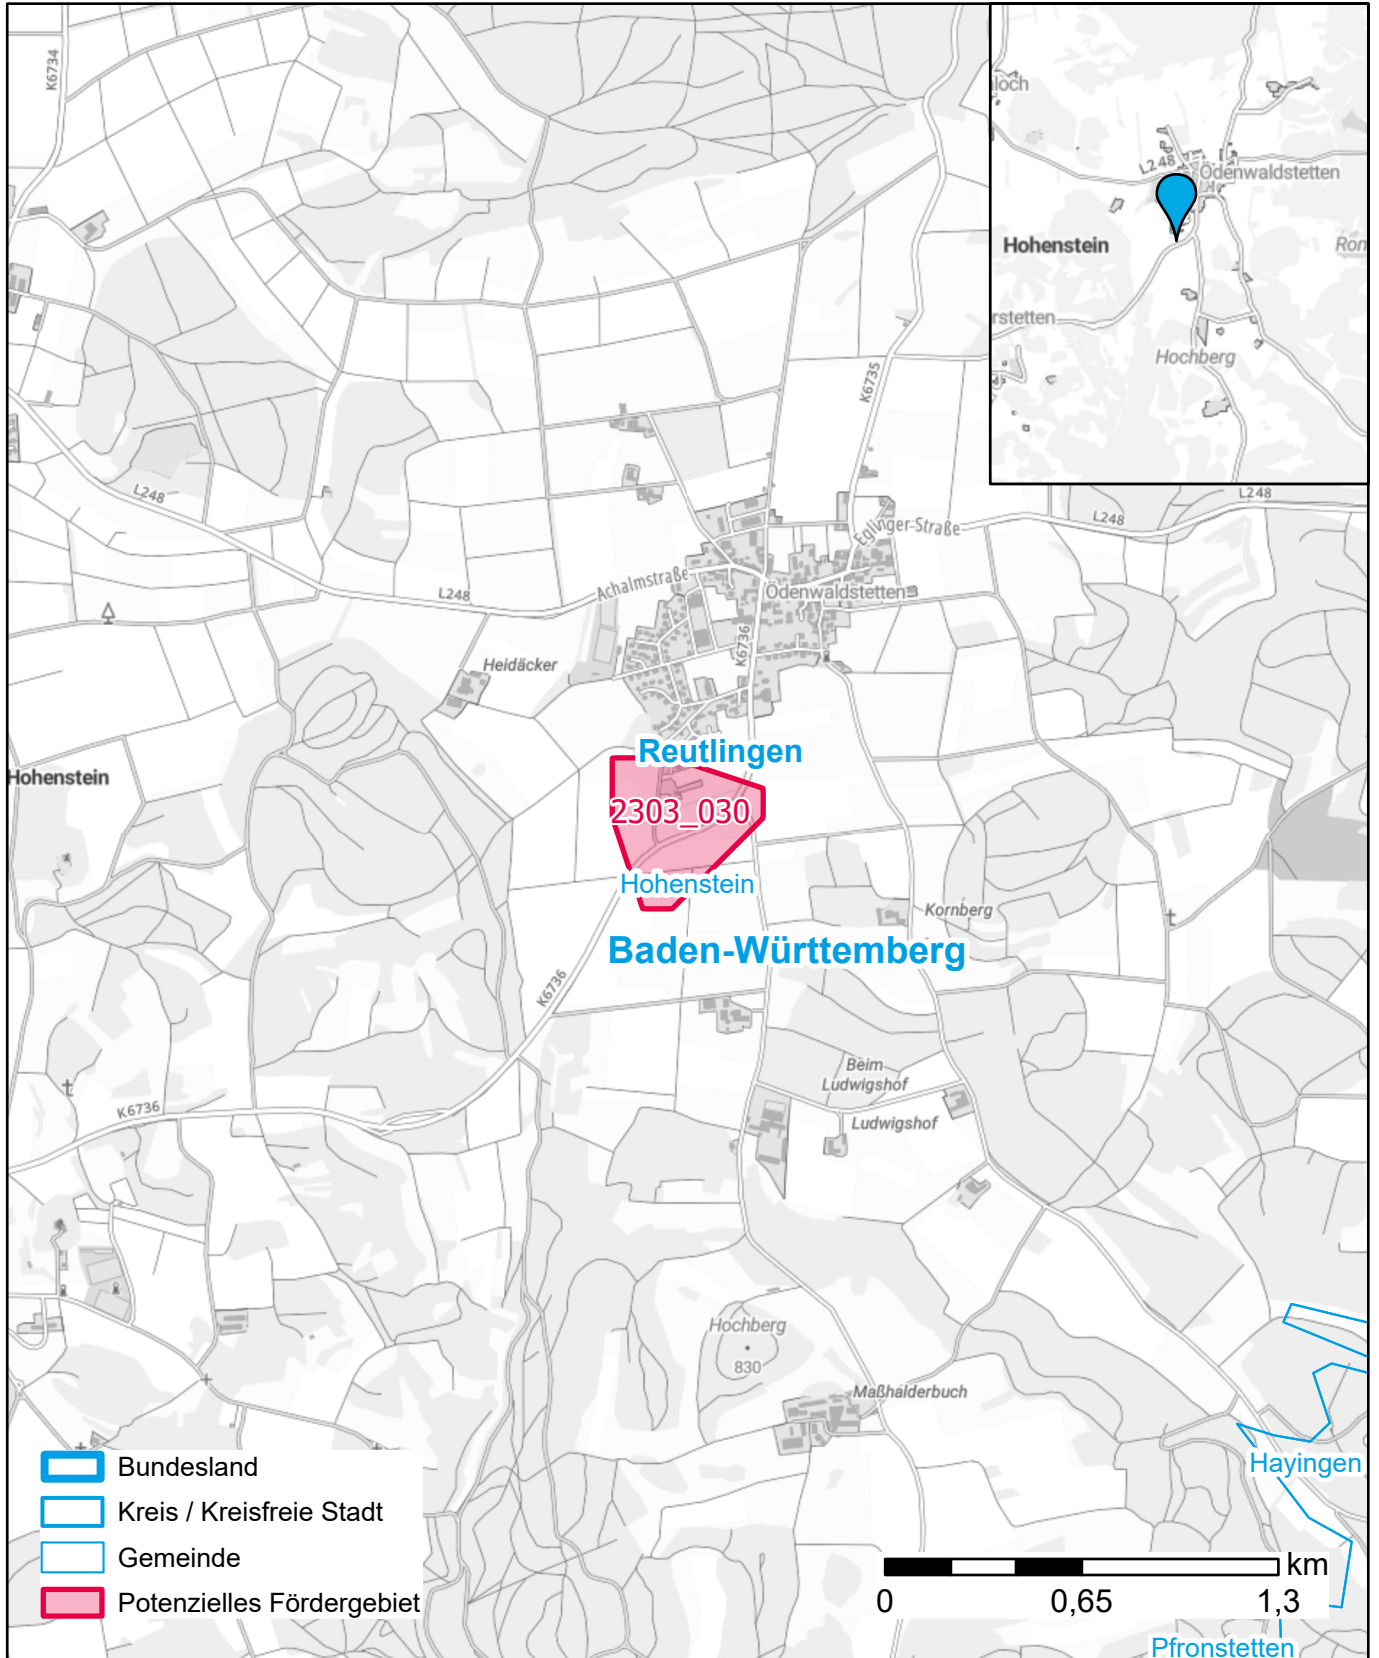 K6734
loch
L248
Ödenwaldstetten
Hohenstein
Rom
rstetten
Hochberg
K6735
L248
L248
L248
Eglinger-Straße
Achalmstraße
L248
Ödenwaldstetten
K6736
Heidäcker
Reutlingen
Hohenstein
2303_030
Hohenstein
Kornberg
Baden-Württemberg
K6736
Beim
Ludwigshof
K6736
Ludwigshof
Hochberg
830
Maßhalderbuch
Hayingen
Bundesland
Kreis / Kreisfreie Stadt
Gemeinde
Potenzielles Fördergebiet
km
0 0,65 1,3
Pfronstetten